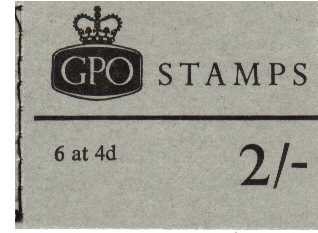 GPO STAMPS
6 at 4d 2/-